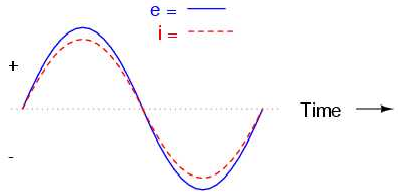 e =
i =
+
Time
-